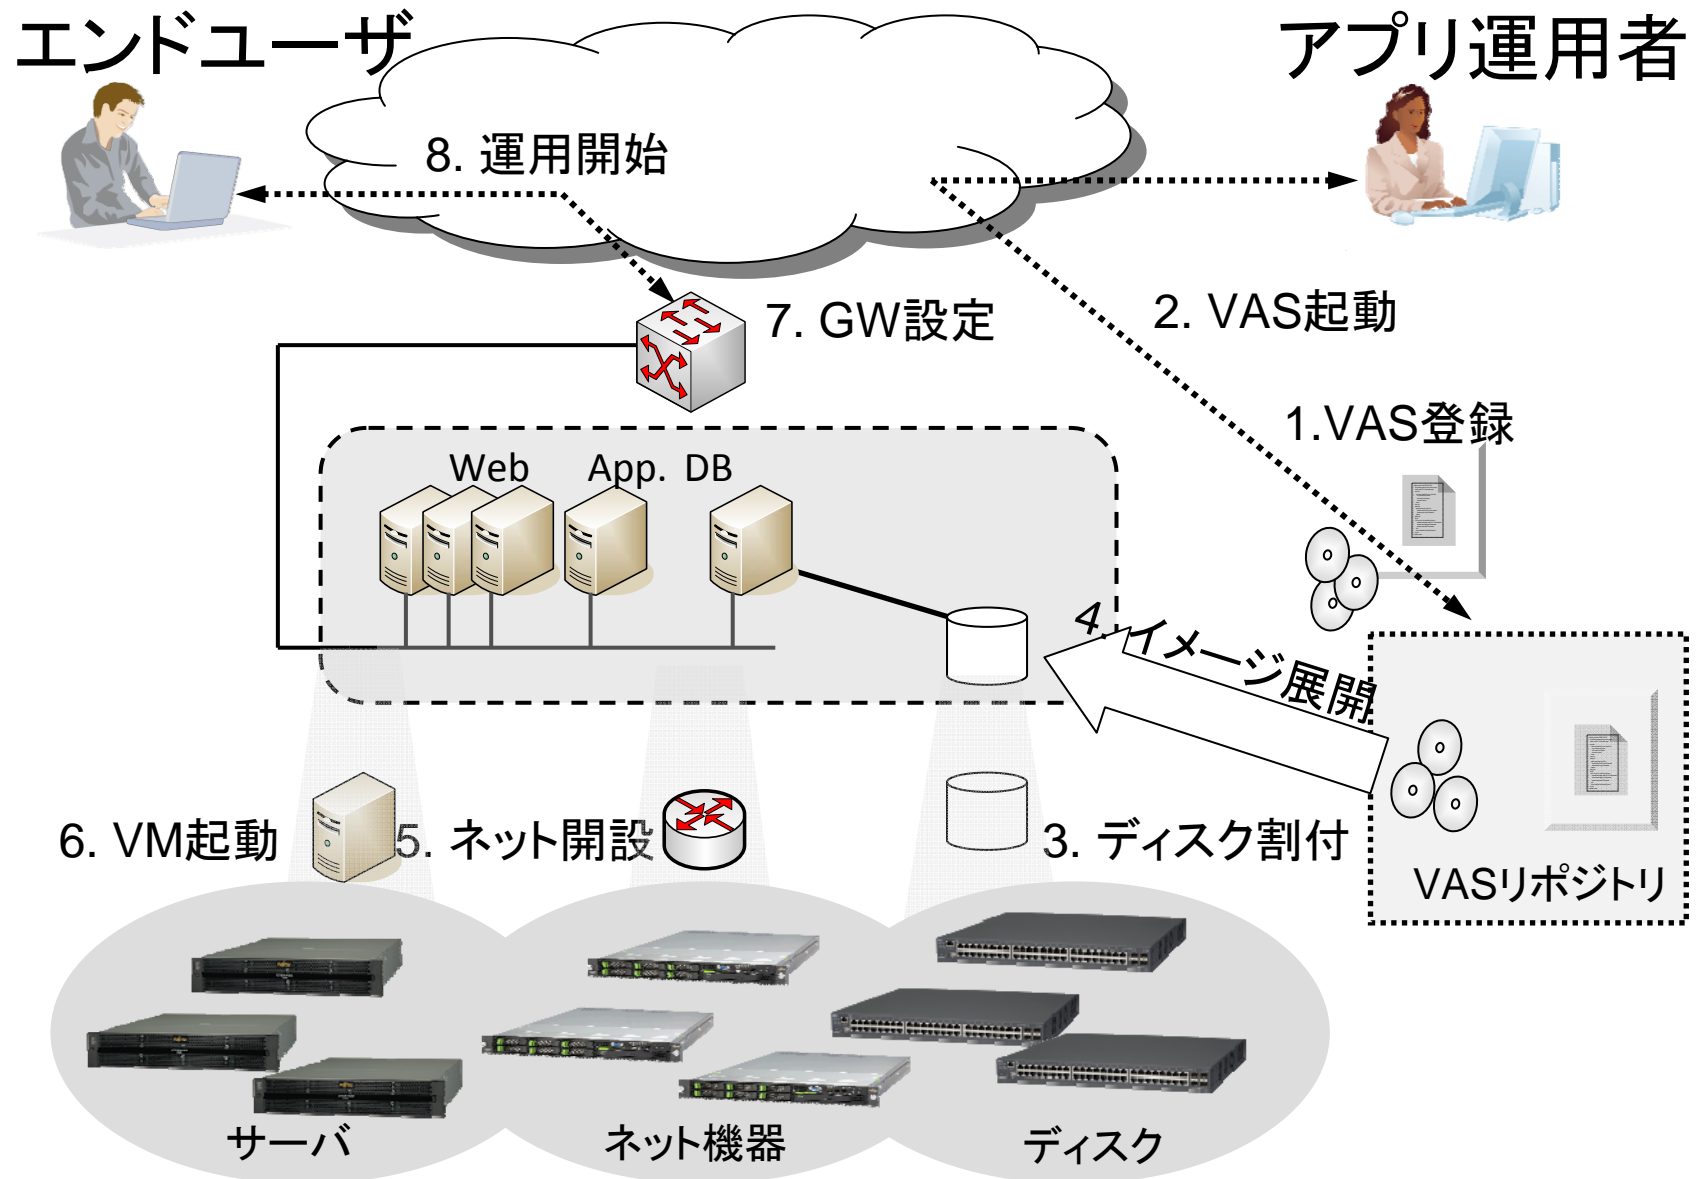 エンドユーザ
アプリ運用者
8. 運用開始
7. GW設定
2. VAS起動
1.VAS登録
Web
App.
DB
4. イメージ展開
6. VM起動
5. ネット開設
3. ディスク割付
VASリポジトリ
サーバ
ネット機器
ディスク